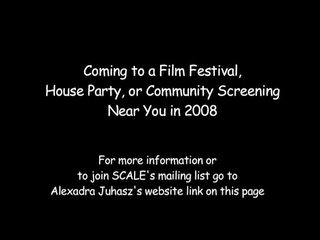 Coming to a Film Festival,
House Party, or Community Screening
Near You in 2008
For more information or
to join SCALE's mailing list go to
Alexadra Juhasz's website link on this page